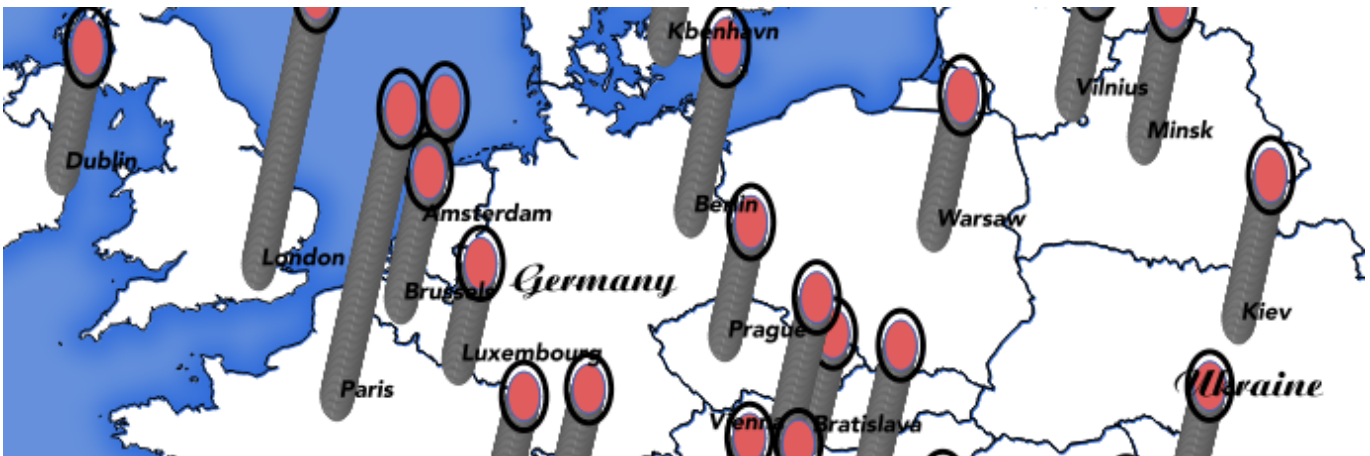 Kbenhavn
Vilnius
Minsk
Dublin
Berlin
Amsterdam
Warsaw
London
Germany
Brussels
Kiev
Prague
Luxembourg
Paris
Ukraine
Vienna
Bratislava